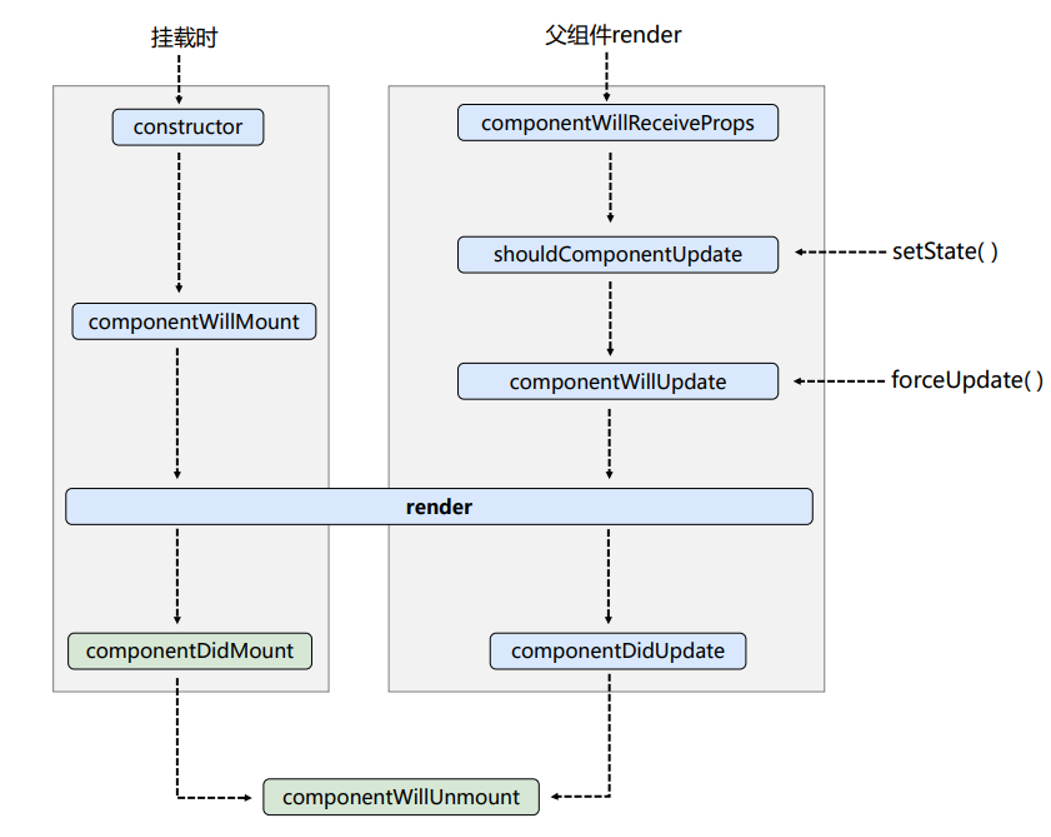 挂载时
constructor
componentWillMount
父组件render
componentWillReceiveProps
shouldComponentUpdate
setState( )
componentWillUpdate
forceUpdate( )
render
componentDidMount
componentDidUpdate
componentWillUnmount